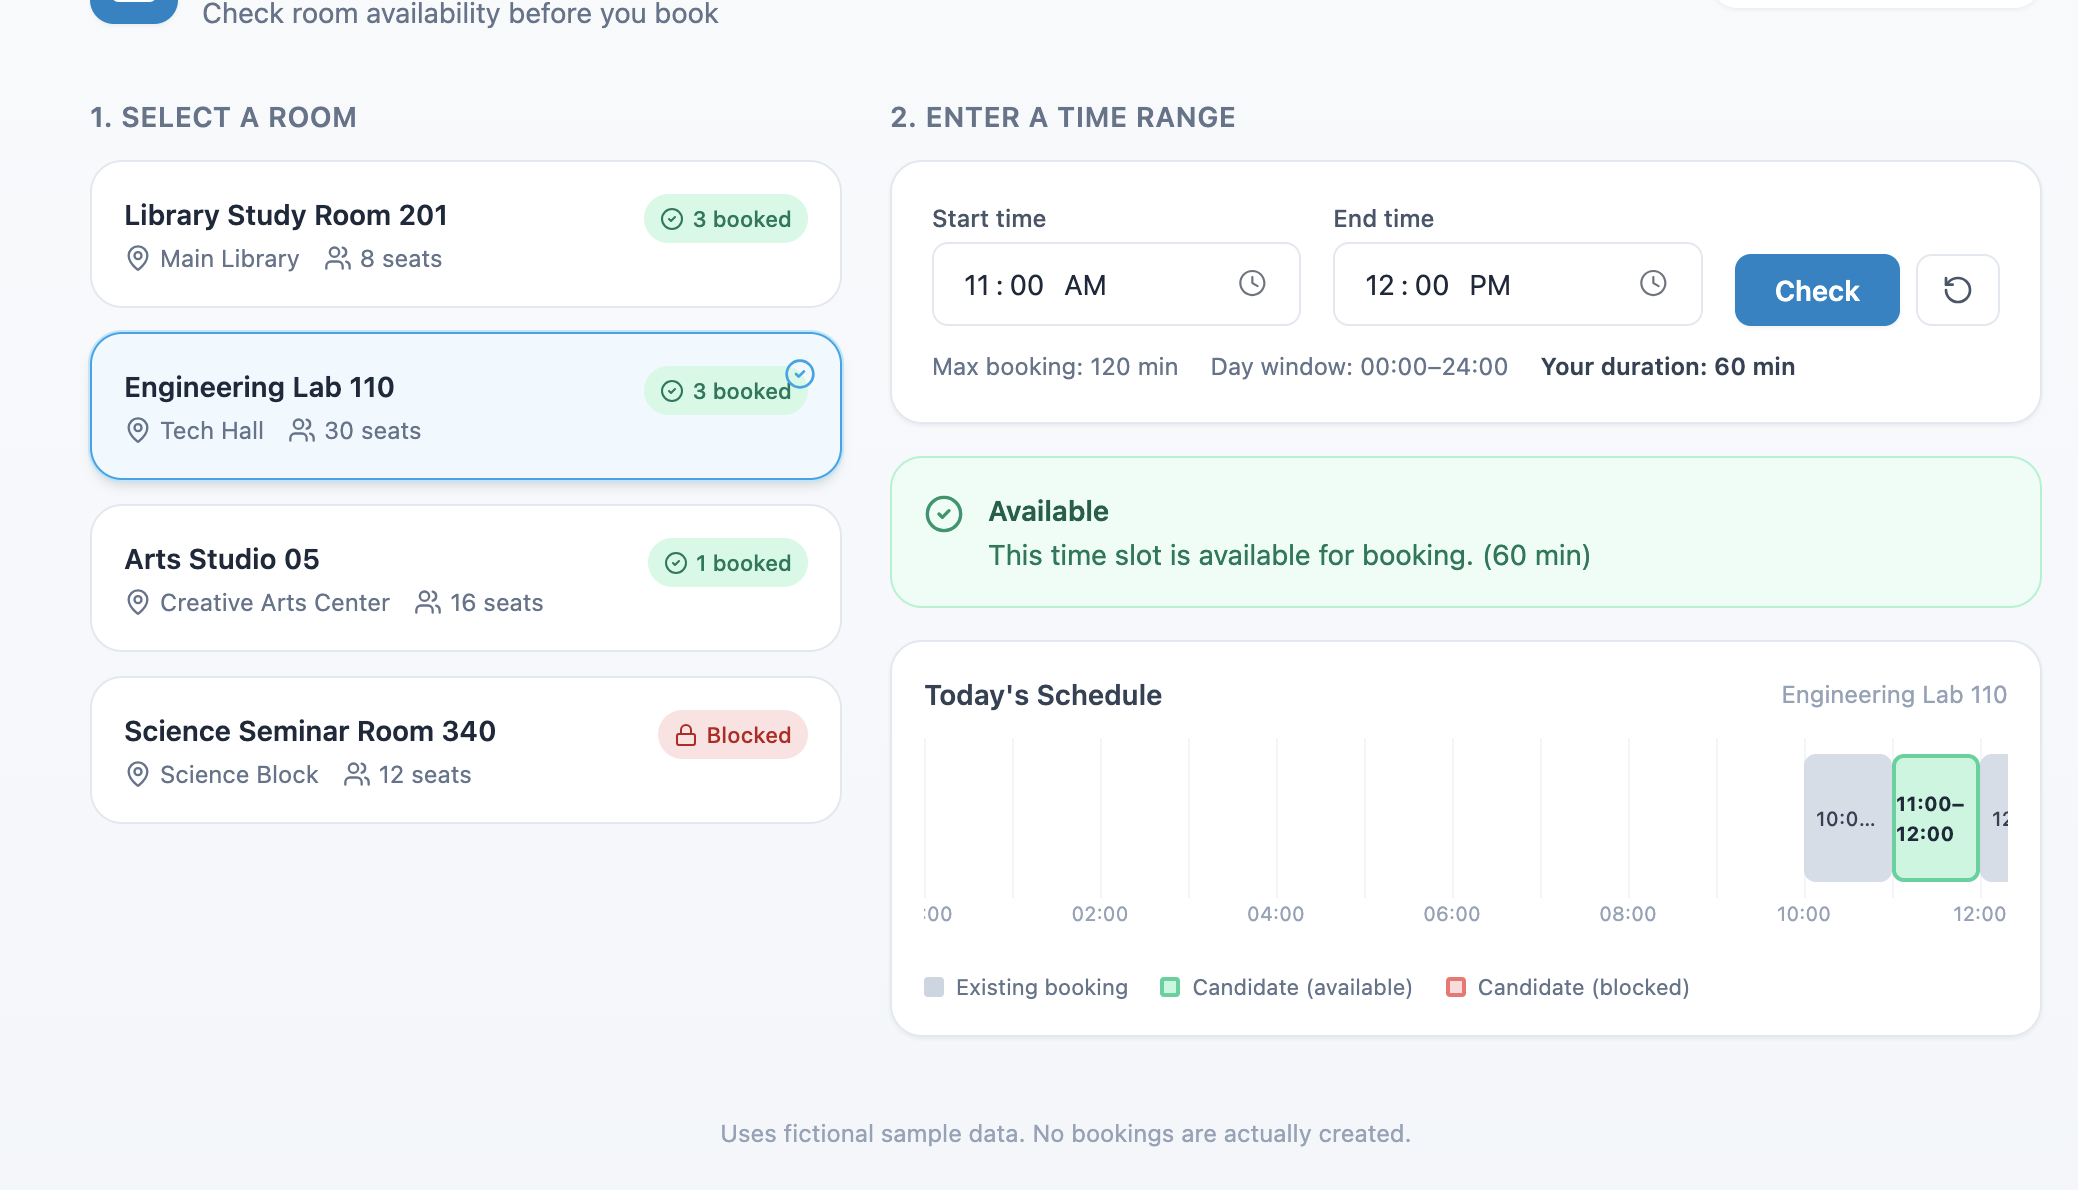 Check room availability before you book
1. SELECT A ROOM
Library Study Room 201
3 booked
Main Library
8 seats
Engineering Lab 110
3 booked
Tech Hall
30 seats
Arts Studio 05
1 booked
Creative Arts Center
16 seats
Science Seminar Room 340
Blocked
Science Block
12 seats
2. ENTER A TIME RANGE
Start time
11:00 AM
End time
12:00 PM
Check
Max booking: 120 min
Day window: 00:00–24:00
Your duration: 60 min
Available
This time slot is available for booking. (60 min)
Today's Schedule
Engineering Lab 110
10:0...
11:00–
12:00
12
:00
02:00
04:00
06:00
08:00
10:00
12:00
Existing booking
Candidate (available)
Candidate (blocked)
Uses fictional sample data. No bookings are actually created.